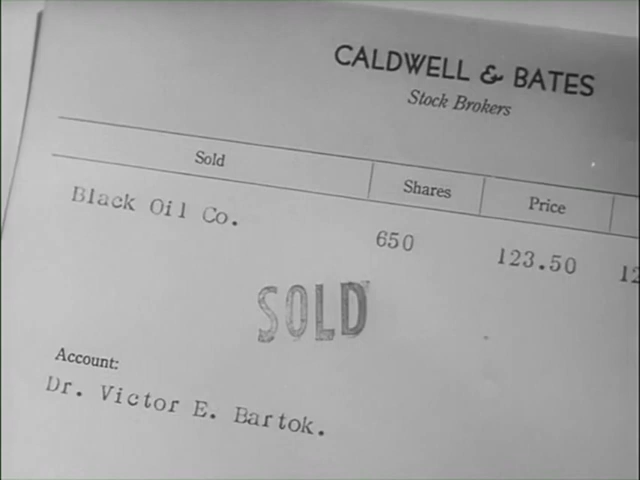 CALDWELL & BATES
Stock Brokers
Sold Shares Price
Black Oil Co. 650 123.50
SOLD
Account:
Dr. Victor E. Bartok.